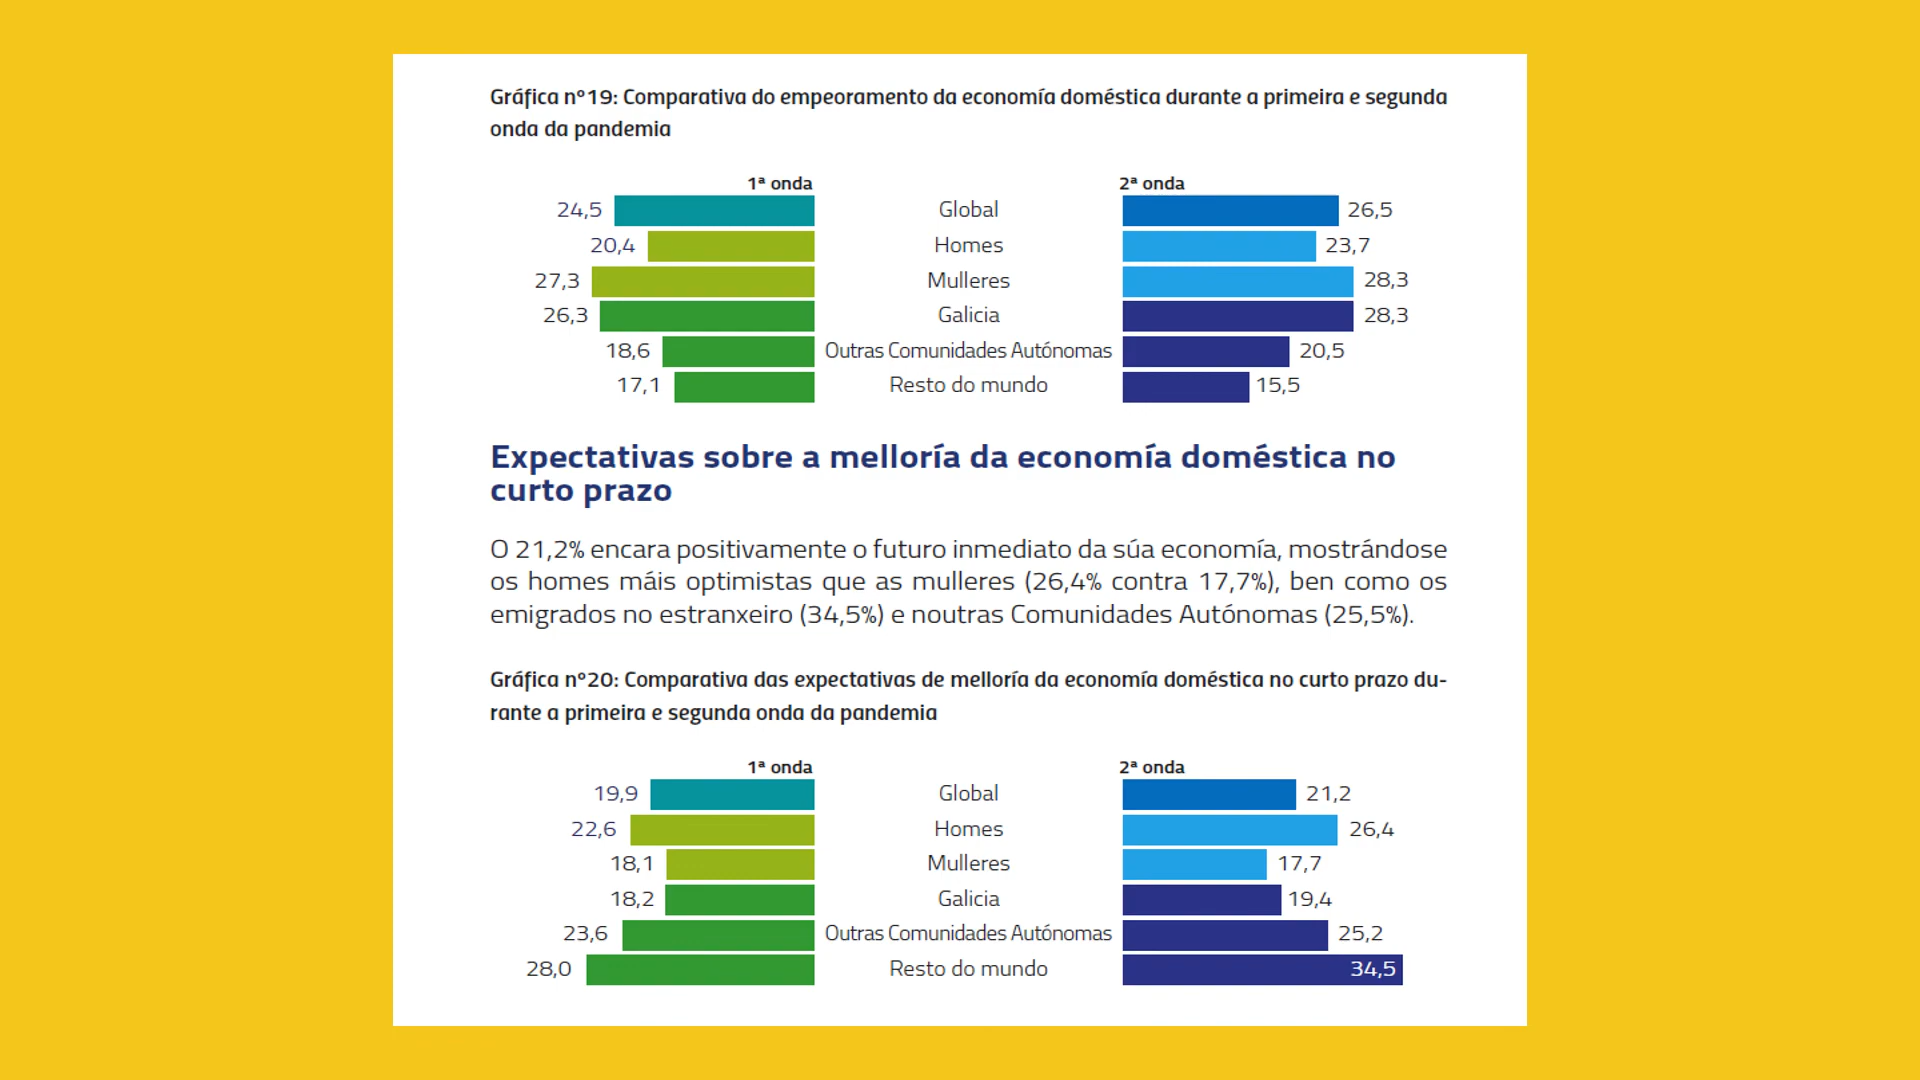 Gráfica nº19: Comparativa do empeoramento da economía doméstica durante a primeira e segunda
onda da pandemia
1ª onda 2ª onda
24,5 Global 26,5
20,4 Homes 23,7
27,3 Mulleres 28,3
26,3 Galicia 28,3
18,6 Outras Comunidades Autónomas 20,5
17,1 Resto do mundo 15,5
Expectativas sobre a melloría da economía doméstica no
curto prazo
O 21,2% encara positivamente o futuro inmediato da súa economía, mostrándose
os homes máis optimistas que as mulleres (26,4% contra 17,7%), ben como os
emigrados no estranxeiro (34,5%) e noutras Comunidades Autónomas (25,5%).
Gráfica nº20: Comparativa das expectativas de melloría da economía doméstica no curto prazo du-
rante a primeira e segunda onda da pandemia
1ª onda 2ª onda
19,9 Global 21,2
22,6 Homes 26,4
18,1 Mulleres 17,7
18,2 Galicia 19,4
23,6 Outras Comunidades Autónomas 25,2
28,0 Resto do mundo 34,5